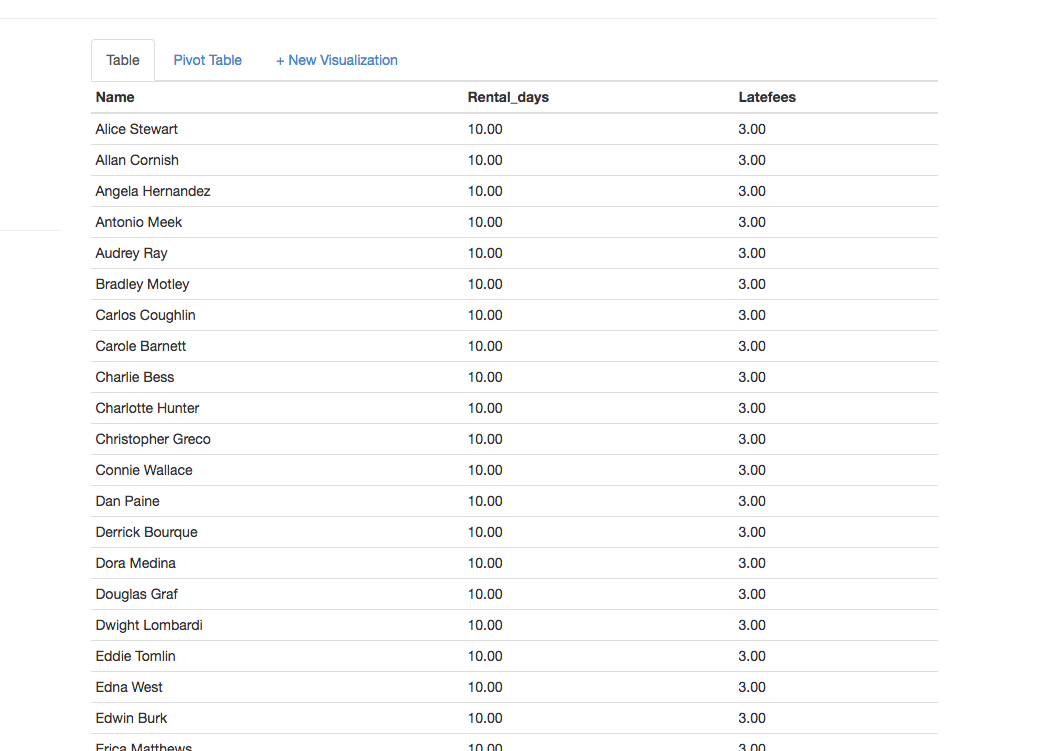 Table Pivot Table + New Visualization
Name Rental_days Latefees
Alice Stewart 10.00 3.00
Allan Cornish 10.00 3.00
Angela Hernandez 10.00 3.00
Antonio Meek 10.00 3.00
Audrey Ray 10.00 3.00
Bradley Motley 10.00 3.00
Carlos Coughlin 10.00 3.00
Carole Barnett 10.00 3.00
Charlie Bess 10.00 3.00
Charlotte Hunter 10.00 3.00
Christopher Greco 10.00 3.00
Connie Wallace 10.00 3.00
Dan Paine 10.00 3.00
Derrick Bourque 10.00 3.00
Dora Medina 10.00 3.00
Douglas Graf 10.00 3.00
Dwight Lombardi 10.00 3.00
Eddie Tomlin 10.00 3.00
Edna West 10.00 3.00
Edwin Burk 10.00 3.00
Erica Matthews 10.00 3.00